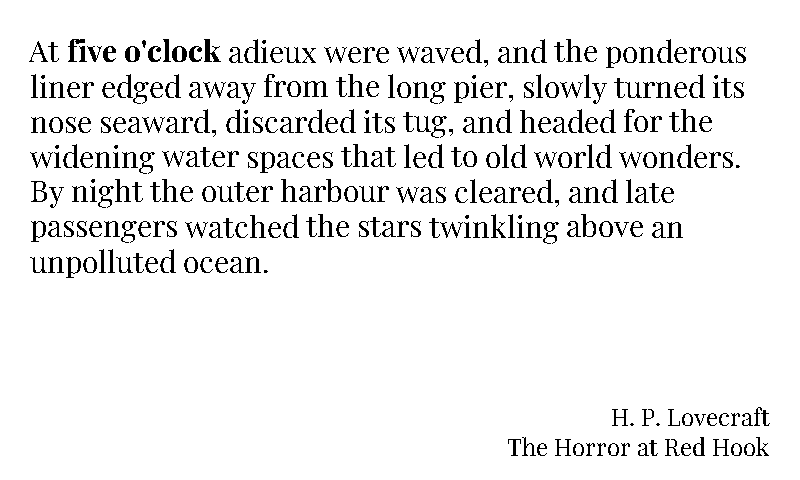 At five o'clock adieux were waved, and the ponderous
liner edged away from the long pier, slowly turned its
nose seaward, discarded its tug, and headed for the
widening water spaces that led to old world wonders.
By night the outer harbour was cleared, and late
passengers watched the stars twinkling above an
unpolluted ocean.
H. P. Lovecraft
The Horror at Red Hook